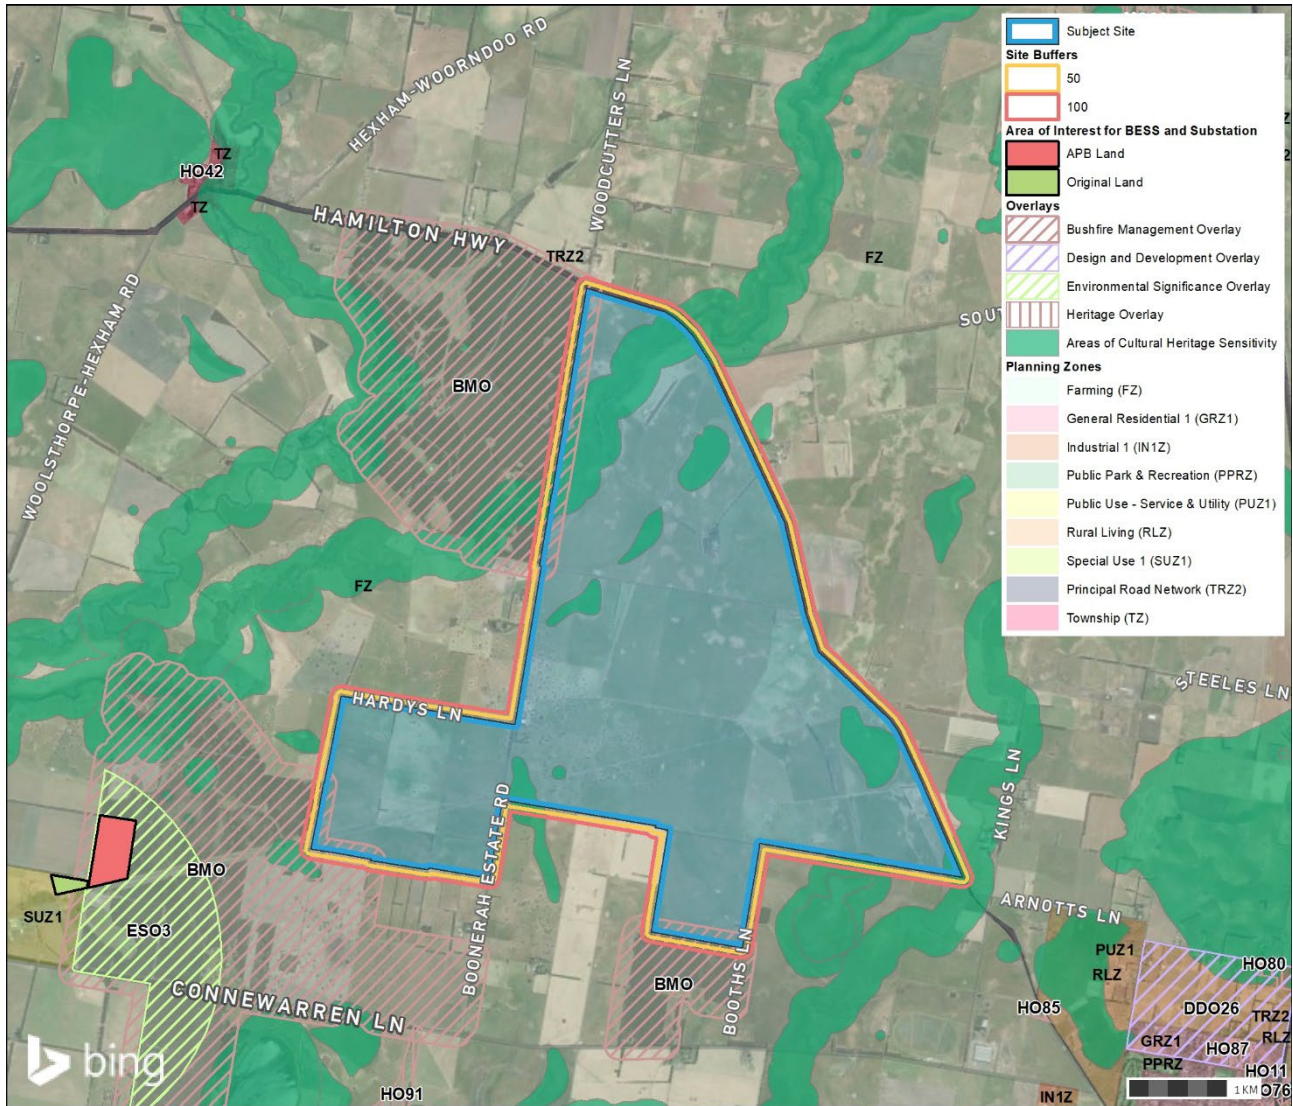 HEXHAM-WOORNDOO RD
WOODCUTTERS LN
TZ
HO42
TZ
HAMILTON HWY
TRZ2
FZ
SOUT
WOOLSTHORPE-HEXHAM RD
BMO
FZ
HARDYS LN
STEELES LN
KINGS LN
BOONERAH ESTATE RD
BMO
SUZ1
ESO3
ARNOTTS LN
PUZ1
RLZ
HO80
BMO
BOOTHS LN
CONNEWARREN LN
HO85
DDO26
TRZ2
RLZ
GRZ1
HO87
PPRZ
HO11
HO91
IN1Z
HO76
bing
1 KM
Subject Site
Site Buffers
50
100
Area of Interest for BESS and Substation
APB Land
Original Land
Overlays
Bushfire Management Overlay
Design and Development Overlay
Environmental Significance Overlay
Heritage Overlay
Areas of Cultural Heritage Sensitivity
Planning Zones
Farming (FZ)
General Residential 1 (GRZ1)
Industrial 1 (IN1Z)
Public Park & Recreation (PPRZ)
Public Use - Service & Utility (PUZ1)
Rural Living (RLZ)
Special Use 1 (SUZ1)
Principal Road Network (TRZ2)
Township (TZ)